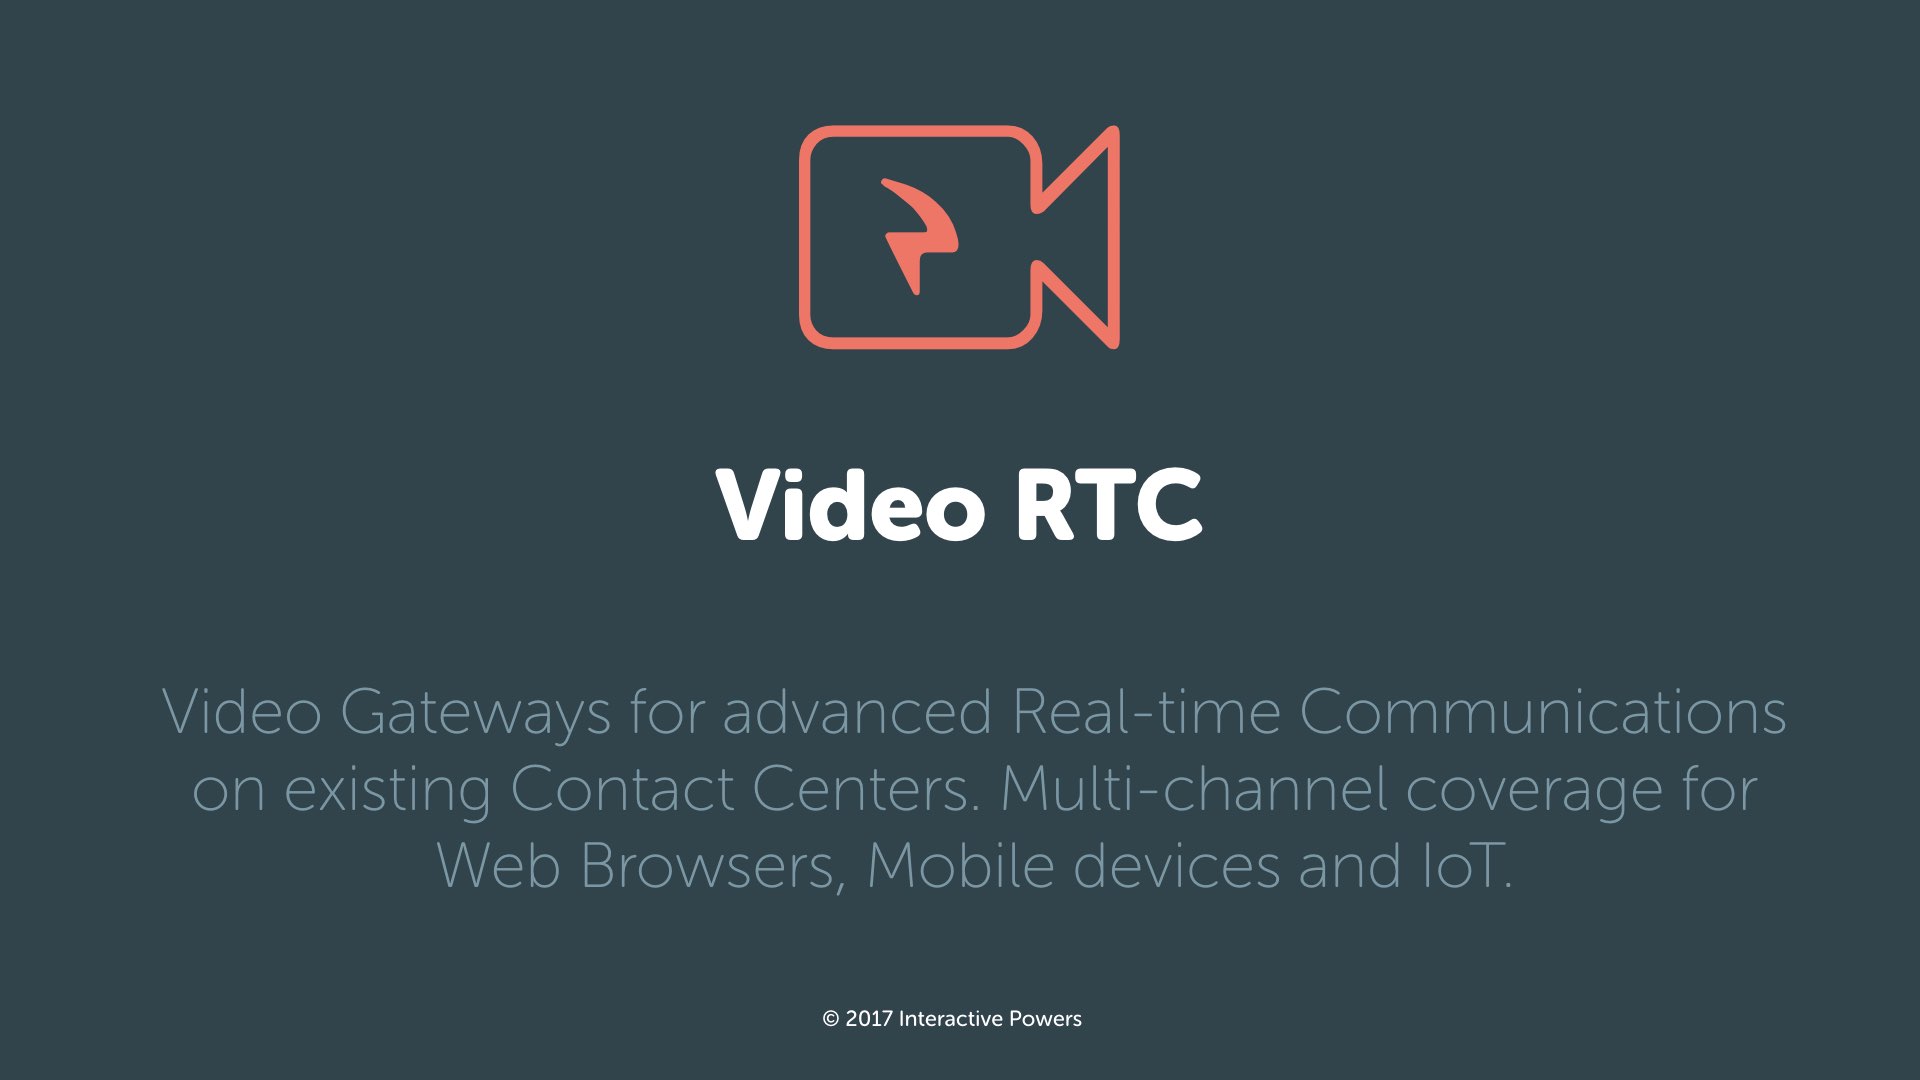 Video RTC
Video Gateways for advanced Real-time Communications
on existing Contact Centers. Multi-channel coverage for
Web Browsers, Mobile devices and IoT.
© 2017 Interactive Powers